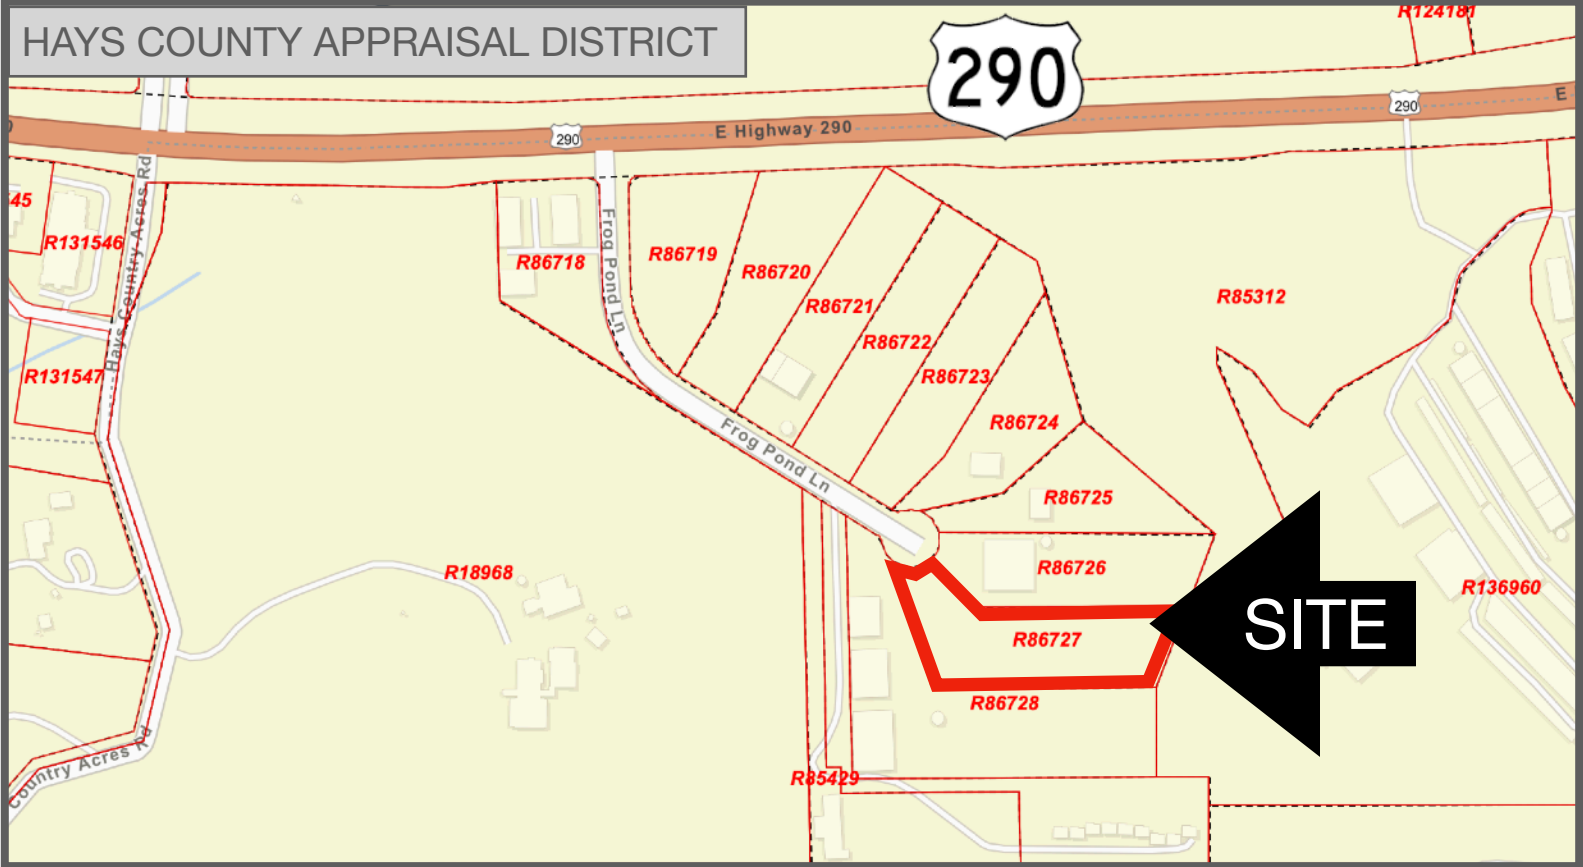 HAYS COUNTY APPRAISAL DISTRICT
R124181
290
290
290
E Highway 290
E
0
Hays Country Acres Rd
45
R131546
R131547
R86718
Frog Pond Ln
R86719
R86720
R86721
R86722
R86723
R86724
R85312
Frog Pond Ln
R86725
R86726
R18968
R86727
SITE
R136960
R86728
R85429
Country Acres Rd